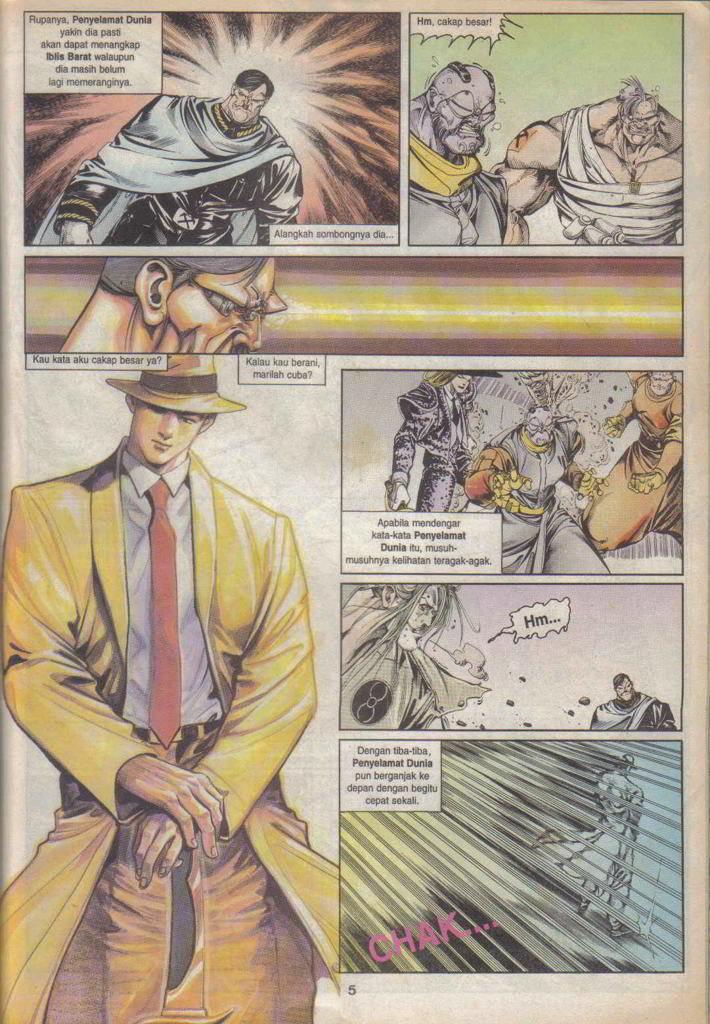 Rupanya, Penyelamat Dunia
yakin dia pasti
akan dapat menangkap
Iblis Barat walaupun
dia masih belum
lagi memeranginya.
Alangkah sombongnya dia...
Hm, cakap besar!
Kau kata aku cakap besar ya?
Kalau kau berani,
marilah cuba?
Apabila mendengar
kata-kata Penyelamat
Dunia itu, musuh-
musuhnya kelihatan teragak-agak.
Hm...
Dengan tiba-tiba,
Penyelamat Dunia
pun berganjak ke
depan dengan begitu
cepat sekali.
CHAK....
5